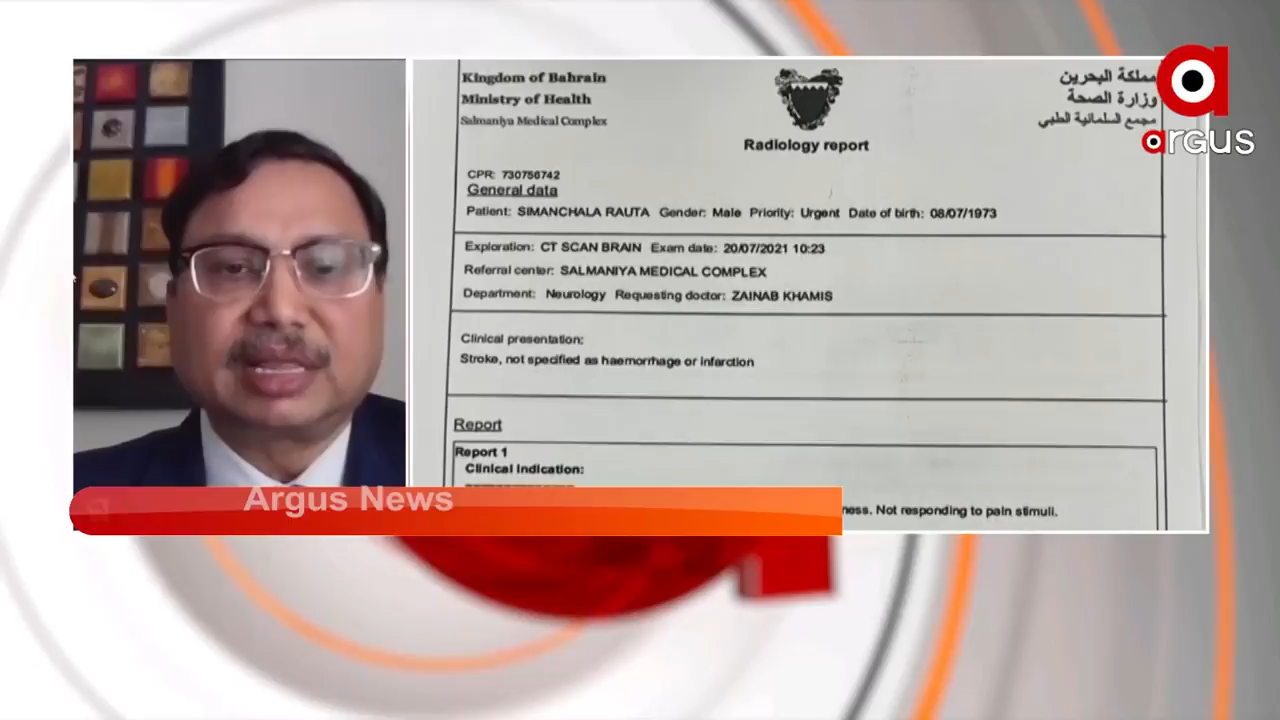 Kingdom of Bahrain
Ministry of Health
Salmaniya Medical Complex
مملكة البحرين
وزارة الصحة
مجمع السلمانية الطبي
argus
Radiology report
CPR: 730756742
General data
Patient: SIMANCHALA RAUTA Gender: Male Priority: Urgent Date of birth: 08/07/1973
Exploration: CT SCAN BRAIN Exam date: 20/07/2021 10:23
Referral center: SALMANIYA MEDICAL COMPLEX
Department: Neurology Requesting doctor: ZAINAB KHAMIS
Clinical presentation:
Stroke, not specified as haemorrhage or infarction
Report
Report 1
Clinical Indication:
ness. Not responding to pain stimuli.
Argus News